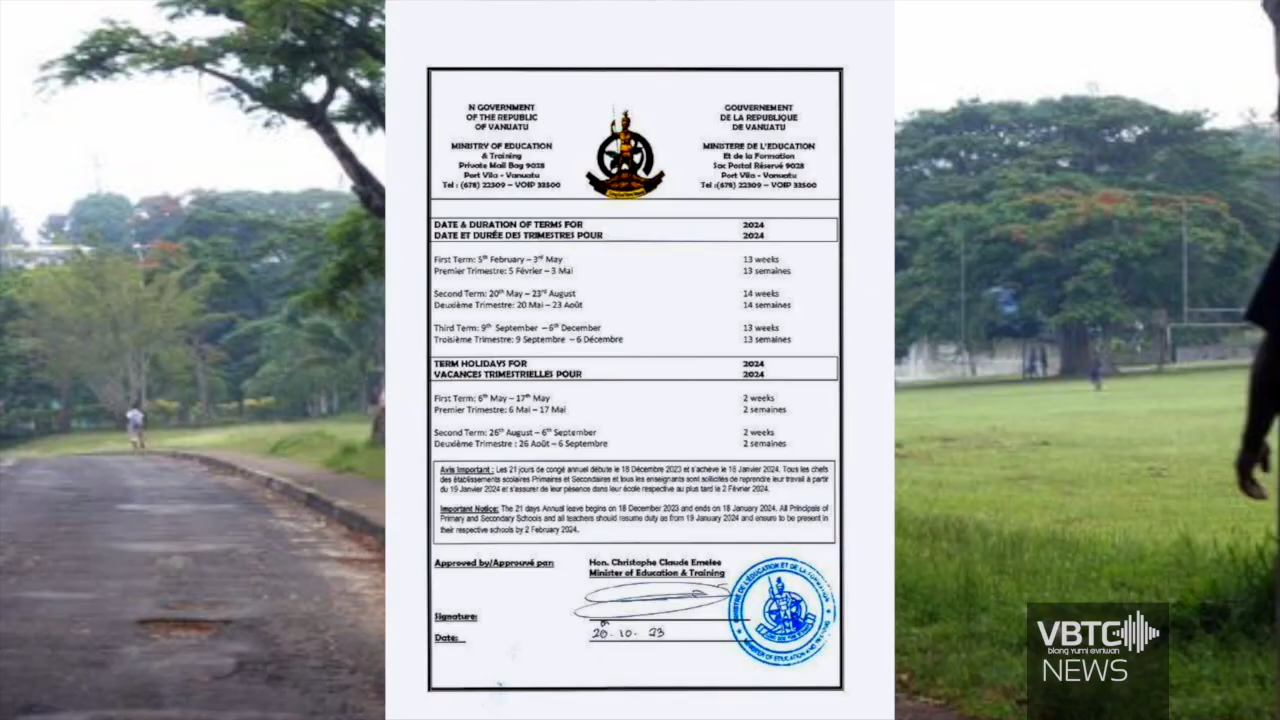 N GOVERNMENT
OF THE REPUBLIC
OF VANUATU
MINISTRY OF EDUCATION
& Training
Private Mail Bag 9028
Port Vila - Vanuatu
Tel : (678) 22309 – VOIP 33500
GOUVERNEMENT
DE LA REPUBLIQUE
DE VANUATU
MINISTERE DE L'EDUCATION
Et de la Formation
Sac Postal Réservé 9028
Port Vila - Vanuatu
Tel :(678) 22309 – VOIP 33500
DATE & DURATION OF TERMS FOR 2024
DATE ET DURÉE DES TRIMESTRES POUR 2024
First Term: 5th February – 3rd May 13 weeks
Premier Trimestre: 5 Février – 3 Mai 13 semaines
Second Term: 20th May – 23rd August 14 weeks
Deuxième Trimestre: 20 Mai – 23 Août 14 semaines
Third Term: 9th September – 6th December 13 weeks
Troisième Trimestre: 9 Septembre – 6 Décembre 13 semaines
TERM HOLIDAYS FOR 2024
VACANCES TRIMESTRIELLES POUR 2024
First Term: 6th May – 17th May 2 weeks
Premier Trimestre: 6 Mai – 17 Mai 2 semaines
Second Term: 26th August – 6th September 2 weeks
Deuxième Trimestre : 26 Août – 6 Septembre 2 semaines
Avis Important : Les 21 jours de congé annuel débute le 18 Décembre 2023 et s'achève le 18 Janvier 2024. Tous les chefs
des établissements scolaires Primaires et Secondaires et tous les enseignants sont sollicités de reprendre leur travail à partir
du 19 Janvier 2024 et s'assurer de leur pésence dans leur école respective au plus tard le 2 Février 2024.
Important Notice: The 21 days Annual leave begins on 18 December 2023 and ends on 18 January 2024. All Principals of
Primary and Secondary Schools and all teachers should resume duty as from 19 January 2024 and ensure to be present in
their respective schools by 2 February 2024.
Approved by/Approuvé par: Hon. Christophe Claude Emelee
Minister of Education & Training
Signature:
Date: 20th.10.23
MINISTRE DE L'ÉDUCATION ET DE LA FORMATION
MINISTER OF EDUCATION AND TRAINING
VBTC
blong yumi evriwan
NEWS